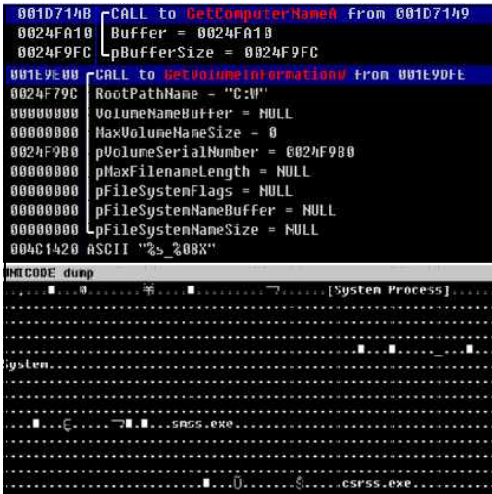 001D714B CALL to GetComputerNameA from 001D7149
0024FA10 Buffer = 0024FA10
0024F9FC pBufferSize = 0024F9FC
001E9E00 CALL to GetVolumeInformationW from 001E9DFE
0024F79C RootPathName = "C:\"
00000000 VolumeNameBuffer = NULL
00000000 MaxVolumeNameSize = 0
0024F9B0 pVolumeSerialNumber = 0024F9B0
00000000 pMaxFilenameLength = NULL
00000000 pFileSystemFlags = NULL
00000000 pFileSystemNameBuffer = NULL
00000000 pFileSystemNameSize = NULL
004C1420 ASCII "%s_%08X"
UNICODE dump
[System Process]
System
smss.exe
csrss.exe